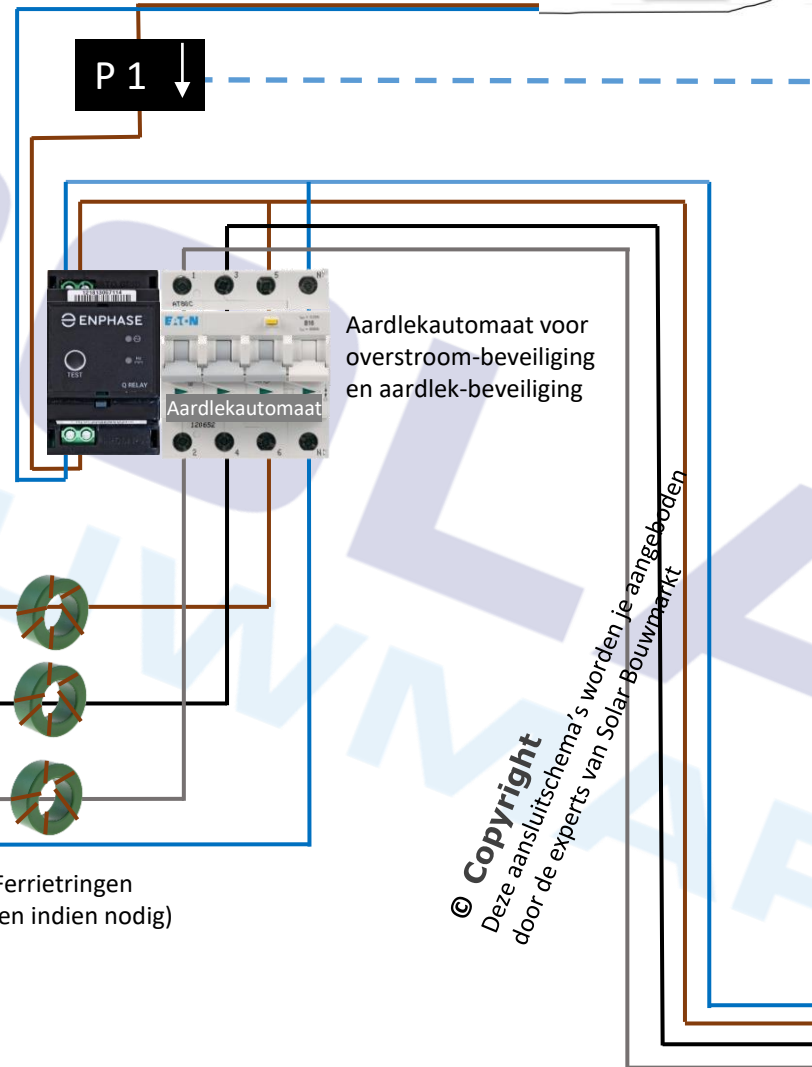 P 1
1 3 5 N
ENPHASE
TEST
Q RELAY
EATON
Aardlekautomaat
120652
2 4 6 N
Aardlekautomaat voor
overstroom-beveiliging
en aardlek-beveiliging
© Copyright
Deze aansluitschema's worden je aangeboden
door de experts van Solar Bouwmarkt
Ferrietringen
en indien nodig)